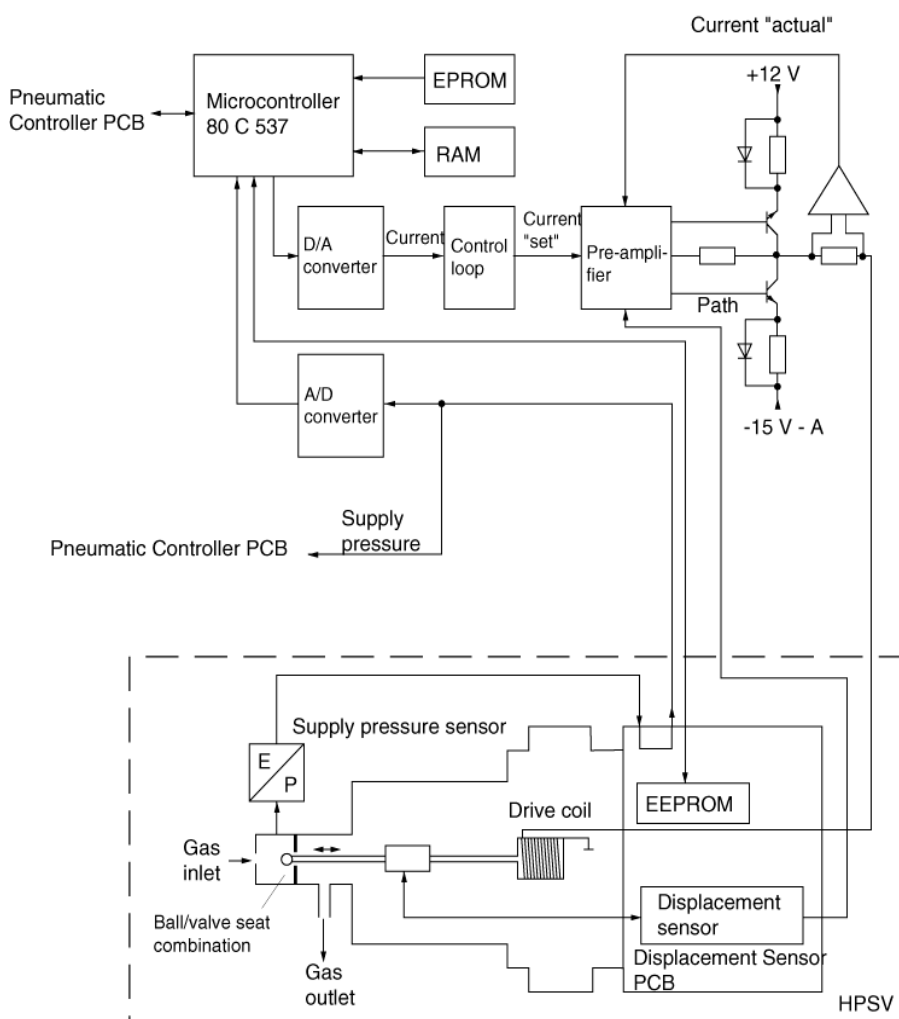 Current "actual"
+12 V
Pneumatic
Controller PCB
Microcontroller
80 C 537
EPROM
RAM
D/A
converter
Current
Control
loop
Current
"set"
Pre-ampli-
fier
Path
A/D
converter
-15 V - A
Supply
pressure
Pneumatic Controller PCB
Supply pressure sensor
E
P
EEPROM
Drive coil
Gas
inlet
Ball/valve seat
combination
Displacement
sensor
Displacement Sensor
PCB
Gas
outlet
HPSV